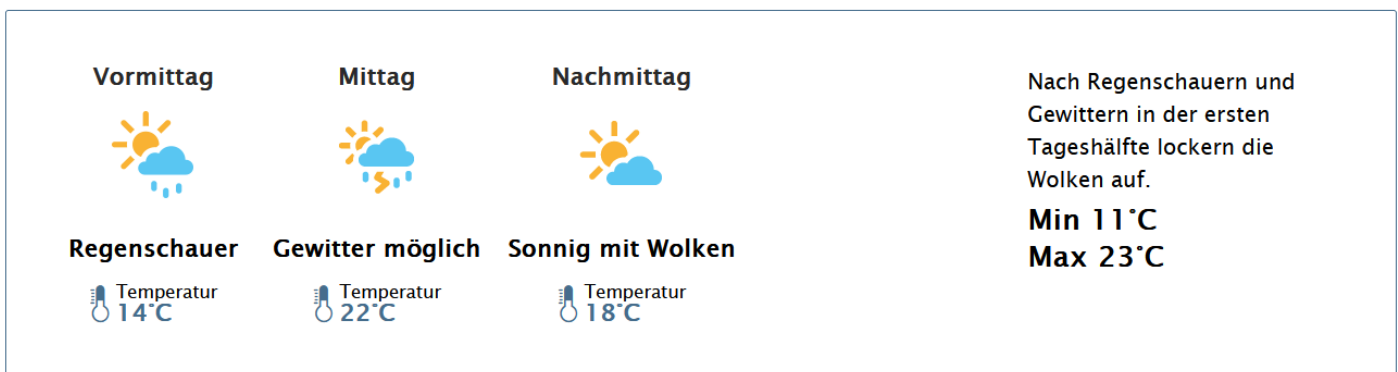 Vormittag
Regenschauer
Temperatur
14°C
Mittag
Gewitter möglich
Temperatur
22°C
Nachmittag
Sonnig mit Wolken
Temperatur
18°C
Nach Regenschauern und
Gewittern in der ersten
Tageshälfte lockern die
Wolken auf.
Min 11°C
Max 23°C